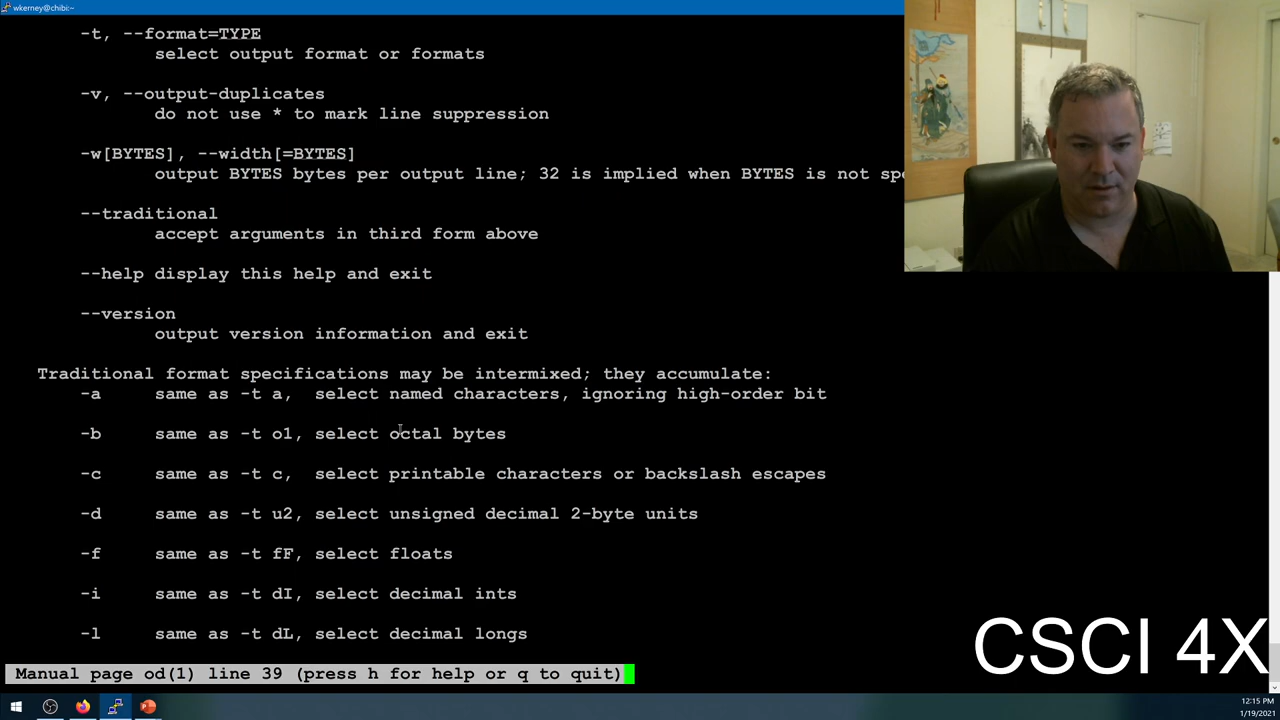 wkerney@chibi:~
-t, --format=TYPE
select output format or formats
-v, --output-duplicates
do not use * to mark line suppression
-w[BYTES], --width[=BYTES]
output BYTES bytes per output line; 32 is implied when BYTES is not spe
--traditional
accept arguments in third form above
--help display this help and exit
--version
output version information and exit
Traditional format specifications may be intermixed; they accumulate:
-a same as -t a, select named characters, ignoring high-order bit
-b same as -t o1, select octal bytes
-c same as -t c, select printable characters or backslash escapes
-d same as -t u2, select unsigned decimal 2-byte units
-f same as -t fF, select floats
-i same as -t dI, select decimal ints
-l same as -t dL, select decimal longs
Manual page od(1) line 39 (press h for help or q to quit)
CSCI 4X
12:15 PM
1/19/2021